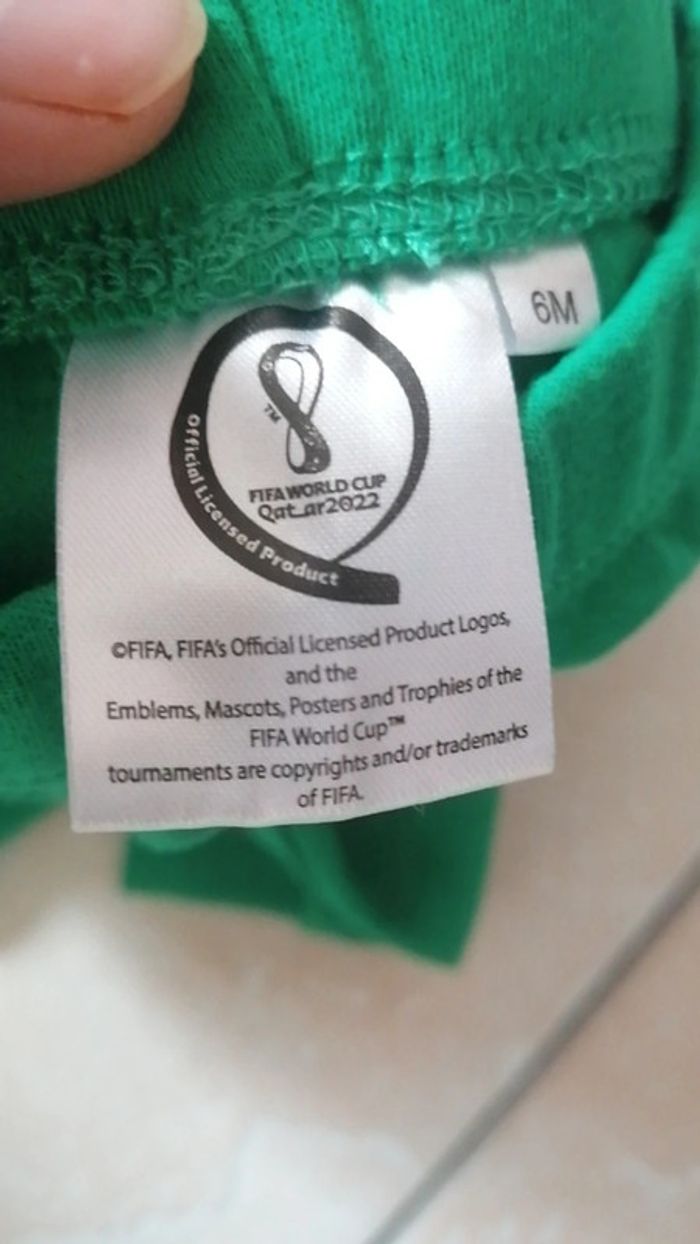 6M
TM
Official Licensed Product
FIFA WORLD CUP
Qatar2022
©FIFA, FIFA's Official Licensed Product Logos,
and the
Emblems, Mascots, Posters and Trophies of the
FIFA World Cup™
tournaments are copyrights and/or trademarks
of FIFA.